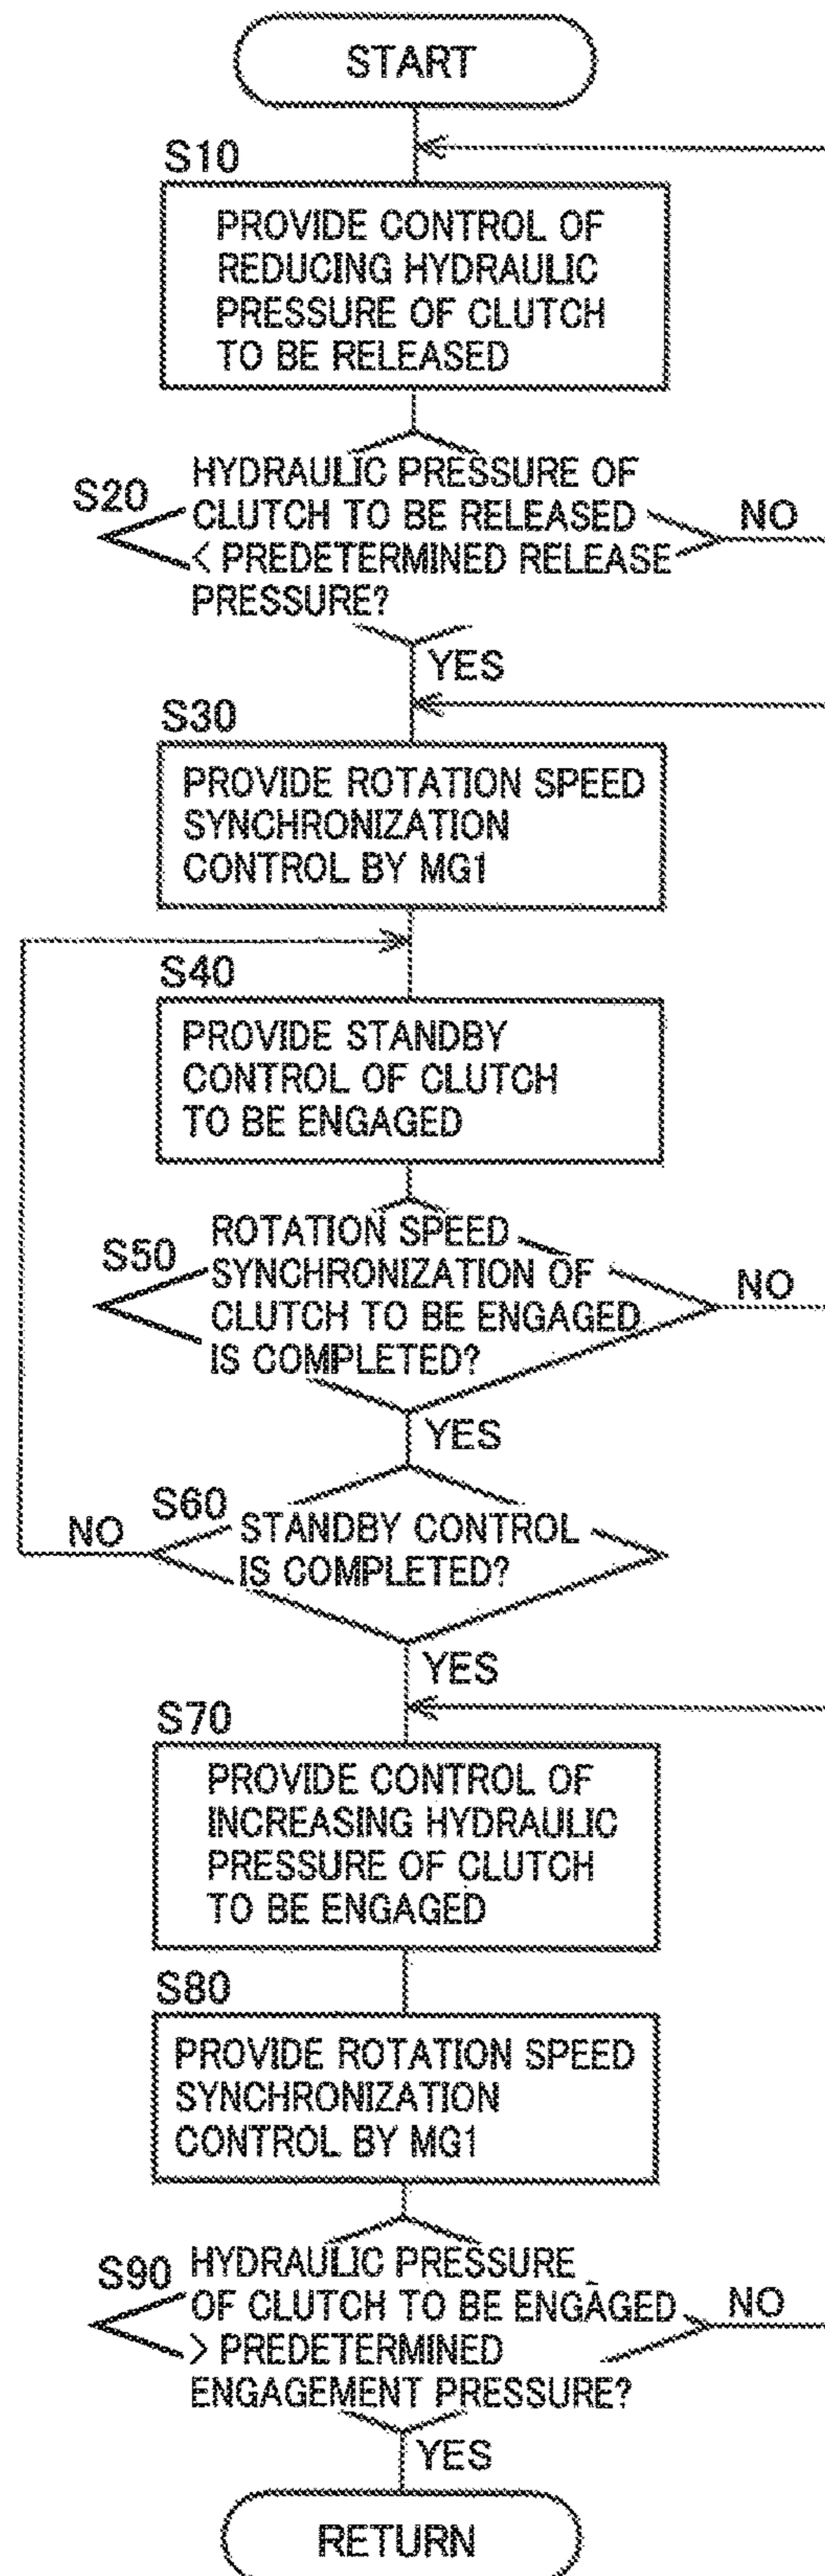 START
S10
PROVIDE CONTROL OF
REDUCING HYDRAULIC
PRESSURE OF CLUTCH
TO BE RELEASED
S20
HYDRAULIC PRESSURE OF
CLUTCH TO BE RELEASED
< PREDETERMINED RELEASE
PRESSURE?
NO
YES
S30
PROVIDE ROTATION SPEED
SYNCHRONIZATION
CONTROL BY MG1
S40
PROVIDE STANDBY
CONTROL OF CLUTCH
TO BE ENGAGED
S50
ROTATION SPEED
SYNCHRONIZATION OF
CLUTCH TO BE ENGAGED
IS COMPLETED?
NO
YES
S60
NO
STANDBY CONTROL
IS COMPLETED?
YES
S70
PROVIDE CONTROL OF
INCREASING HYDRAULIC
PRESSURE OF CLUTCH
TO BE ENGAGED
S80
PROVIDE ROTATION SPEED
SYNCHRONIZATION
CONTROL BY MG1
S90
HYDRAULIC PRESSURE
OF CLUTCH TO BE ENGAGED
> PREDETERMINED
ENGAGEMENT PRESSURE?
NO
YES
RETURN